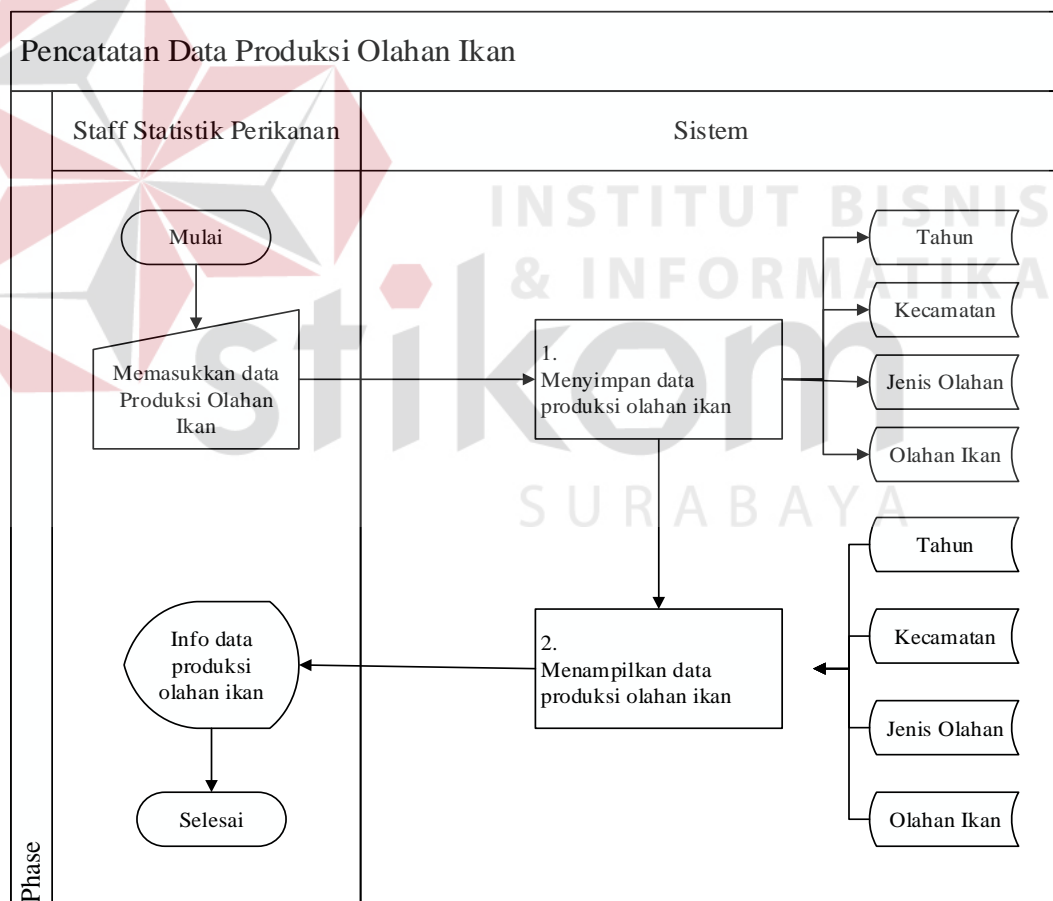 Pencatatan Data Produksi Olahan Ikan
Staff Statistik Perikanan
Sistem
INSTITUT BISNIS
& INFORMATIKA
stikom
SURABAYA
Mulai
Memasukkan data
Produksi Olahan
Ikan
1.
Menyimpan data
produksi olahan ikan
Tahun
Kecamatan
Jenis Olahan
Olahan Ikan
Tahun
Kecamatan
Jenis Olahan
Olahan Ikan
2.
Menampilkan data
produksi olahan ikan
Info data
produksi
olahan ikan
Selesai
Phase